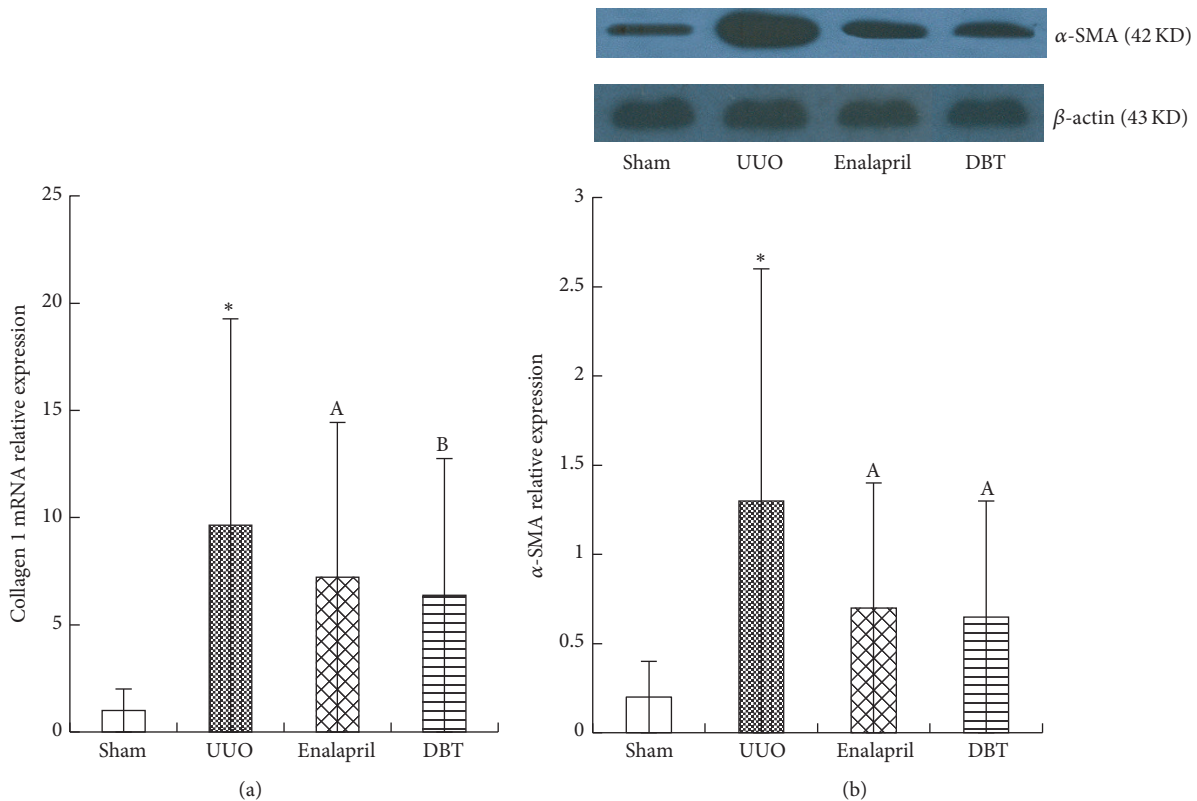 α-SMA (42 KD)
β-actin (43 KD)
Sham UUO Enalapril DBT
Collagen 1 mRNA relative expression
25
20
15
10
5
0
*
A
B
Sham UUO Enalapril DBT
(a)
α-SMA relative expression
3
2.5
2
1.5
1
0.5
0
*
A
A
Sham UUO Enalapril DBT
(b)